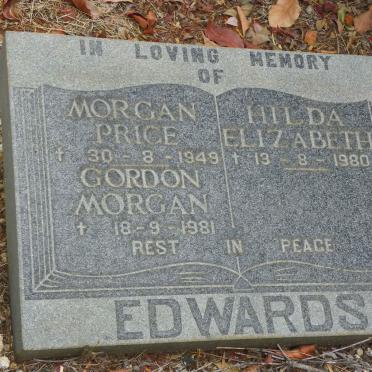 IN LOVING MEMORY
OF
MORGAN
PRICE
† 30-8-1949
GORDON
MORGAN
† 18-9-1981
HILDA
ELIZABETH
† 13-8-1980
REST IN PEACE
EDWARDS